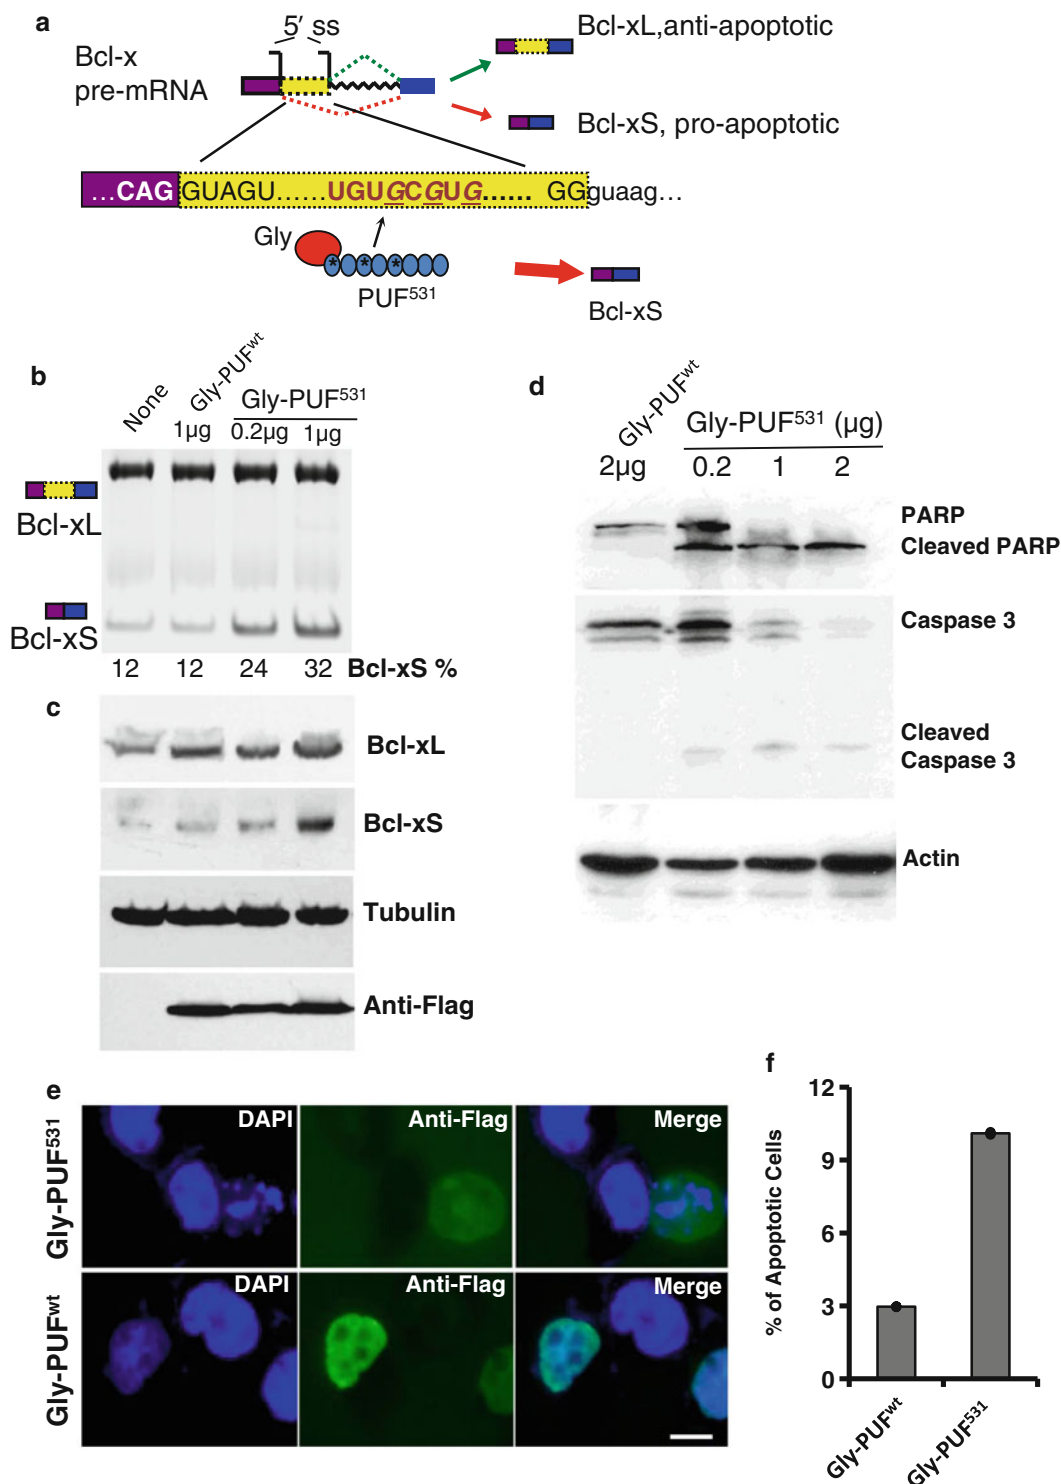 a
5' ss
Bcl-x
pre-mRNA
Bcl-xL,anti-apoptotic
Bcl-xS, pro-apoptotic
...CAG GUAGU...... UGUGCGUG...... GGguaag...
Gly
* * *
PUF531
Bcl-xS
b
None
Gly-PUFwt
1µg
Gly-PUF531
0.2µg 1µg
Bcl-xL
Bcl-xS
12 12 24 32 Bcl-xS %
c
Bcl-xL
Bcl-xS
Tubulin
Anti-Flag
d
Gly-PUFwt
2µg
Gly-PUF531 (µg)
0.2 1 2
PARP
Cleaved PARP
Caspase 3
Cleaved
Caspase 3
Actin
e
Gly-PUF531
DAPI Anti-Flag Merge
Gly-PUFwt
DAPI Anti-Flag Merge
f
% of Apoptotic Cells
12
9
6
3
0
Gly-PUFwt
Gly-PUF531